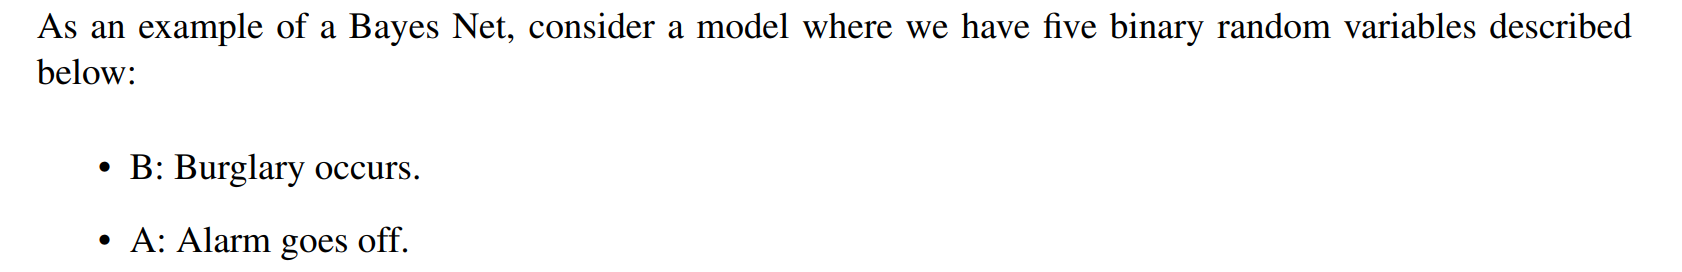 As an example of a Bayes Net, consider a model where we have five binary random variables described
below:
• B: Burglary occurs.
• A: Alarm goes off.